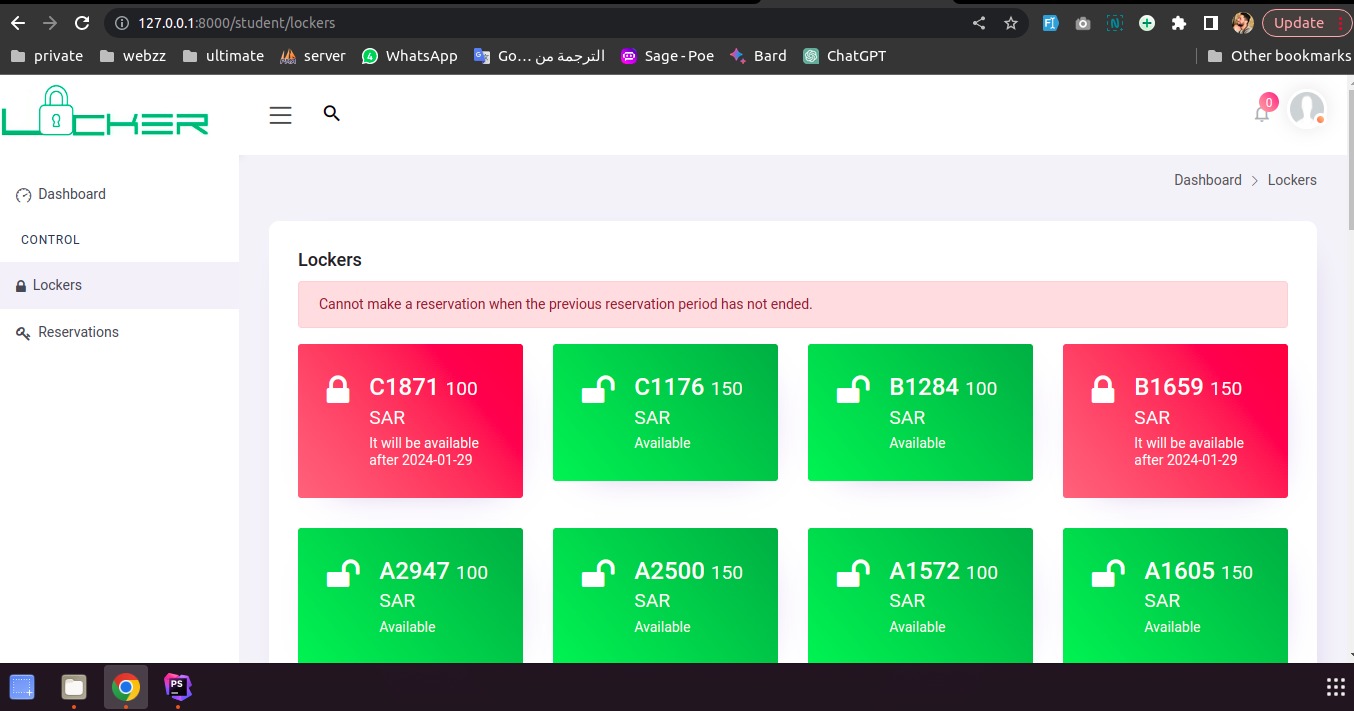 127.0.0.1:8000/student/lockers
Update
private
webzz
ultimate
server
WhatsApp
Go... الترجمة من
Sage - Poe
Bard
ChatGPT
Other bookmarks
LOCKER
0
Dashboard
CONTROL
Lockers
Reservations
Dashboard > Lockers
Lockers
Cannot make a reservation when the previous reservation period has not ended.
C1871 100
SAR
It will be available
after 2024-01-29
C1176 150
SAR
Available
B1284 100
SAR
Available
B1659 150
SAR
It will be available
after 2024-01-29
A2947 100
SAR
Available
A2500 150
SAR
Available
A1572 100
SAR
Available
A1605 150
SAR
Available
PS